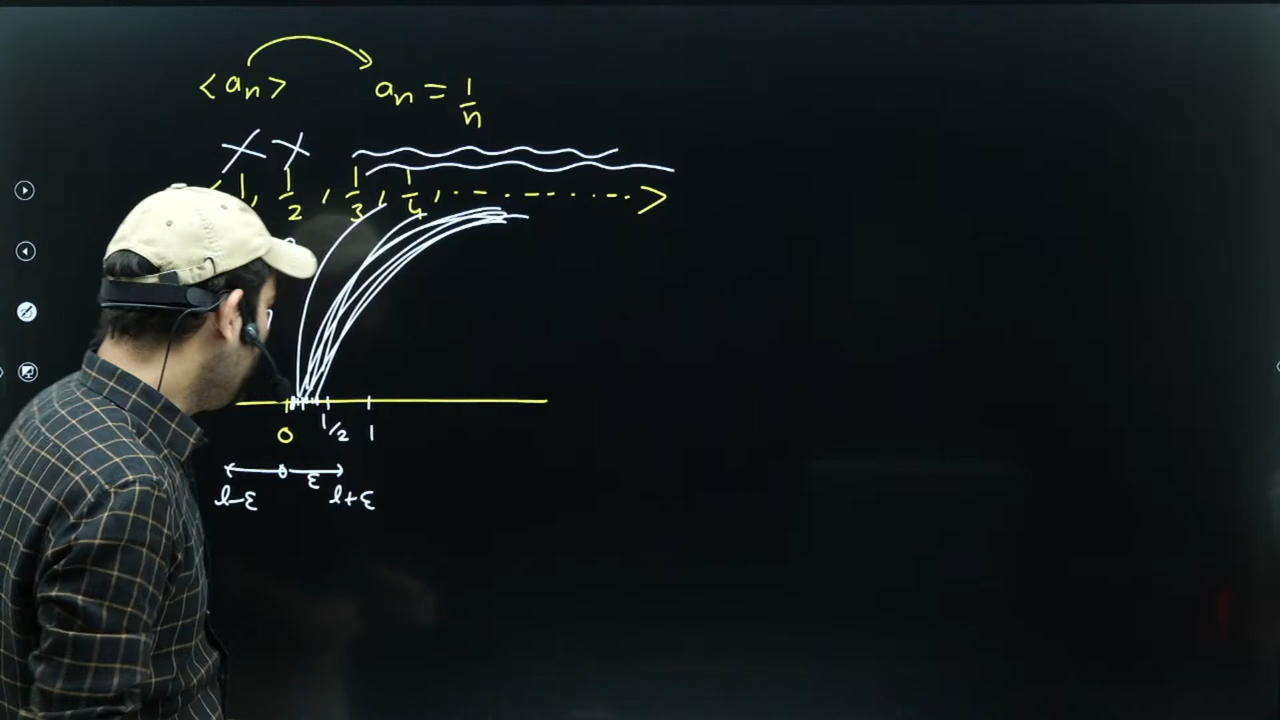 <aₙ> aₙ = 1/n
1, 1/2, 1/3, 1/4, ............>
0 1/2 1
ε
l-ε l+ε